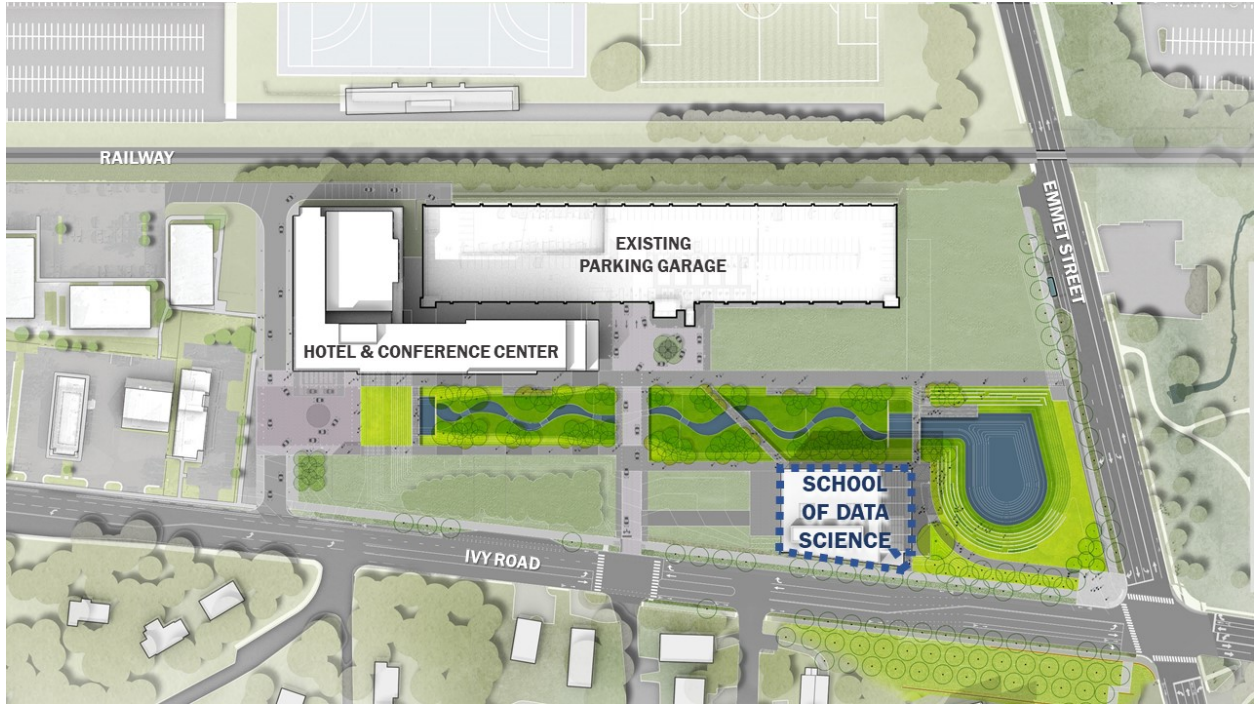 RAILWAY
EMMET STREET
EXISTING
PARKING GARAGE
HOTEL & CONFERENCE CENTER
SCHOOL
OF DATA
SCIENCE
IVY ROAD